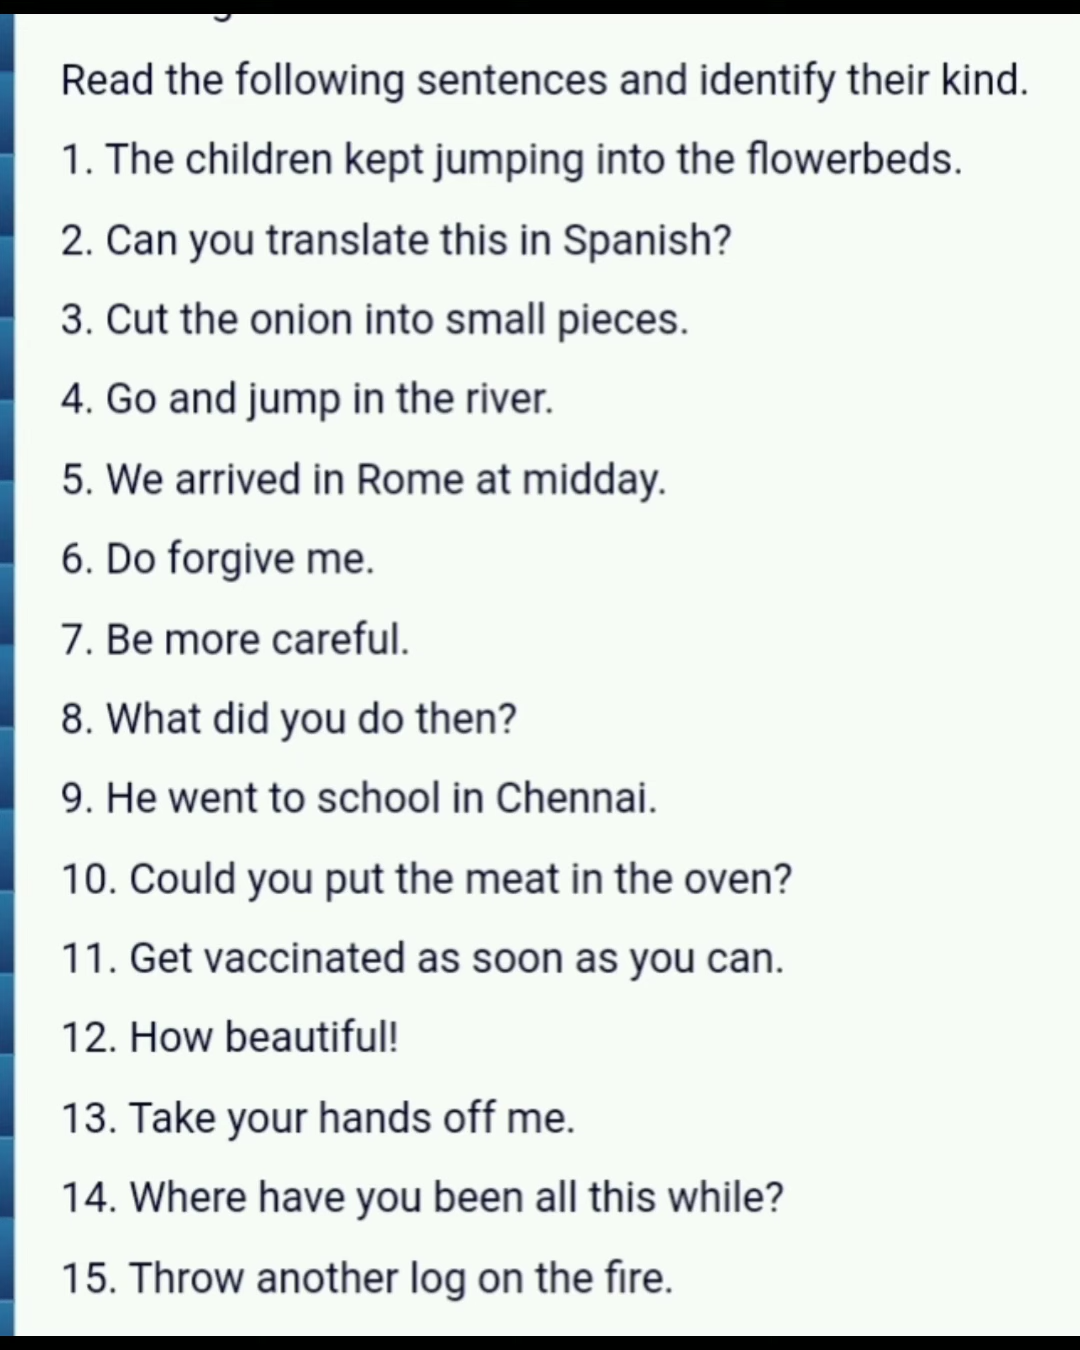 Read the following sentences and identify their kind.
1. The children kept jumping into the flowerbeds.
2. Can you translate this in Spanish?
3. Cut the onion into small pieces.
4. Go and jump in the river.
5. We arrived in Rome at midday.
6. Do forgive me.
7. Be more careful.
8. What did you do then?
9. He went to school in Chennai.
10. Could you put the meat in the oven?
11. Get vaccinated as soon as you can.
12. How beautiful!
13. Take your hands off me.
14. Where have you been all this while?
15. Throw another log on the fire.